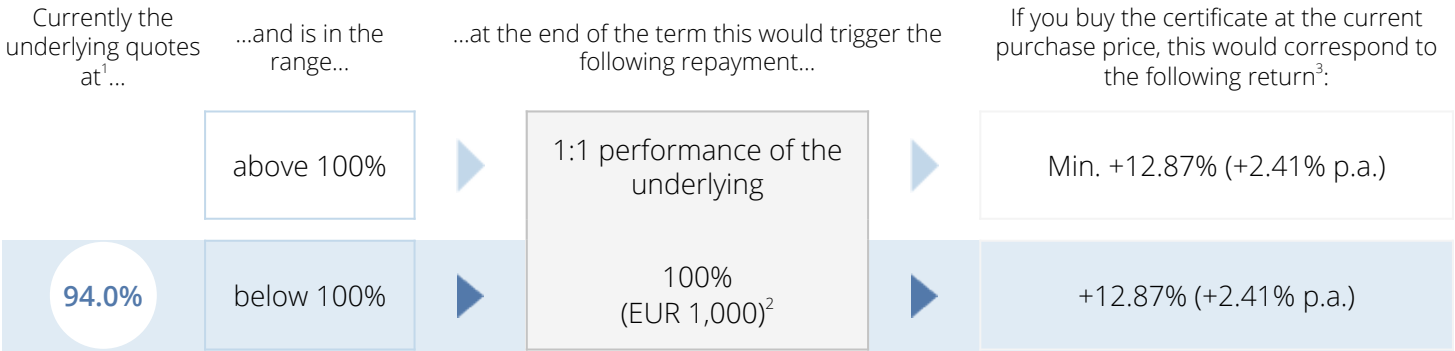 Currently the
underlying quotes
at¹...
...and is in the
range...
...at the end of the term this would trigger the
following repayment...
If you buy the certificate at the current
purchase price, this would correspond to
the following return³:
above 100%
1:1 performance of the
underlying
Min. +12.87% (+2.41% p.a.)
94.0%
below 100%
100%
(EUR 1,000)²
+12.87% (+2.41% p.a.)